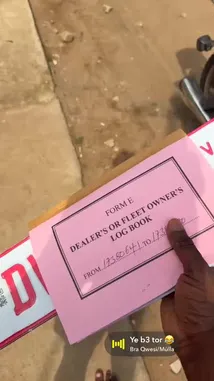 FORM E
DEALER'S OR FLEET OWNER'S
LOG BOOK
FROM TO
D
Ye b3 tor 😂
Bra Qwesi/Mulla